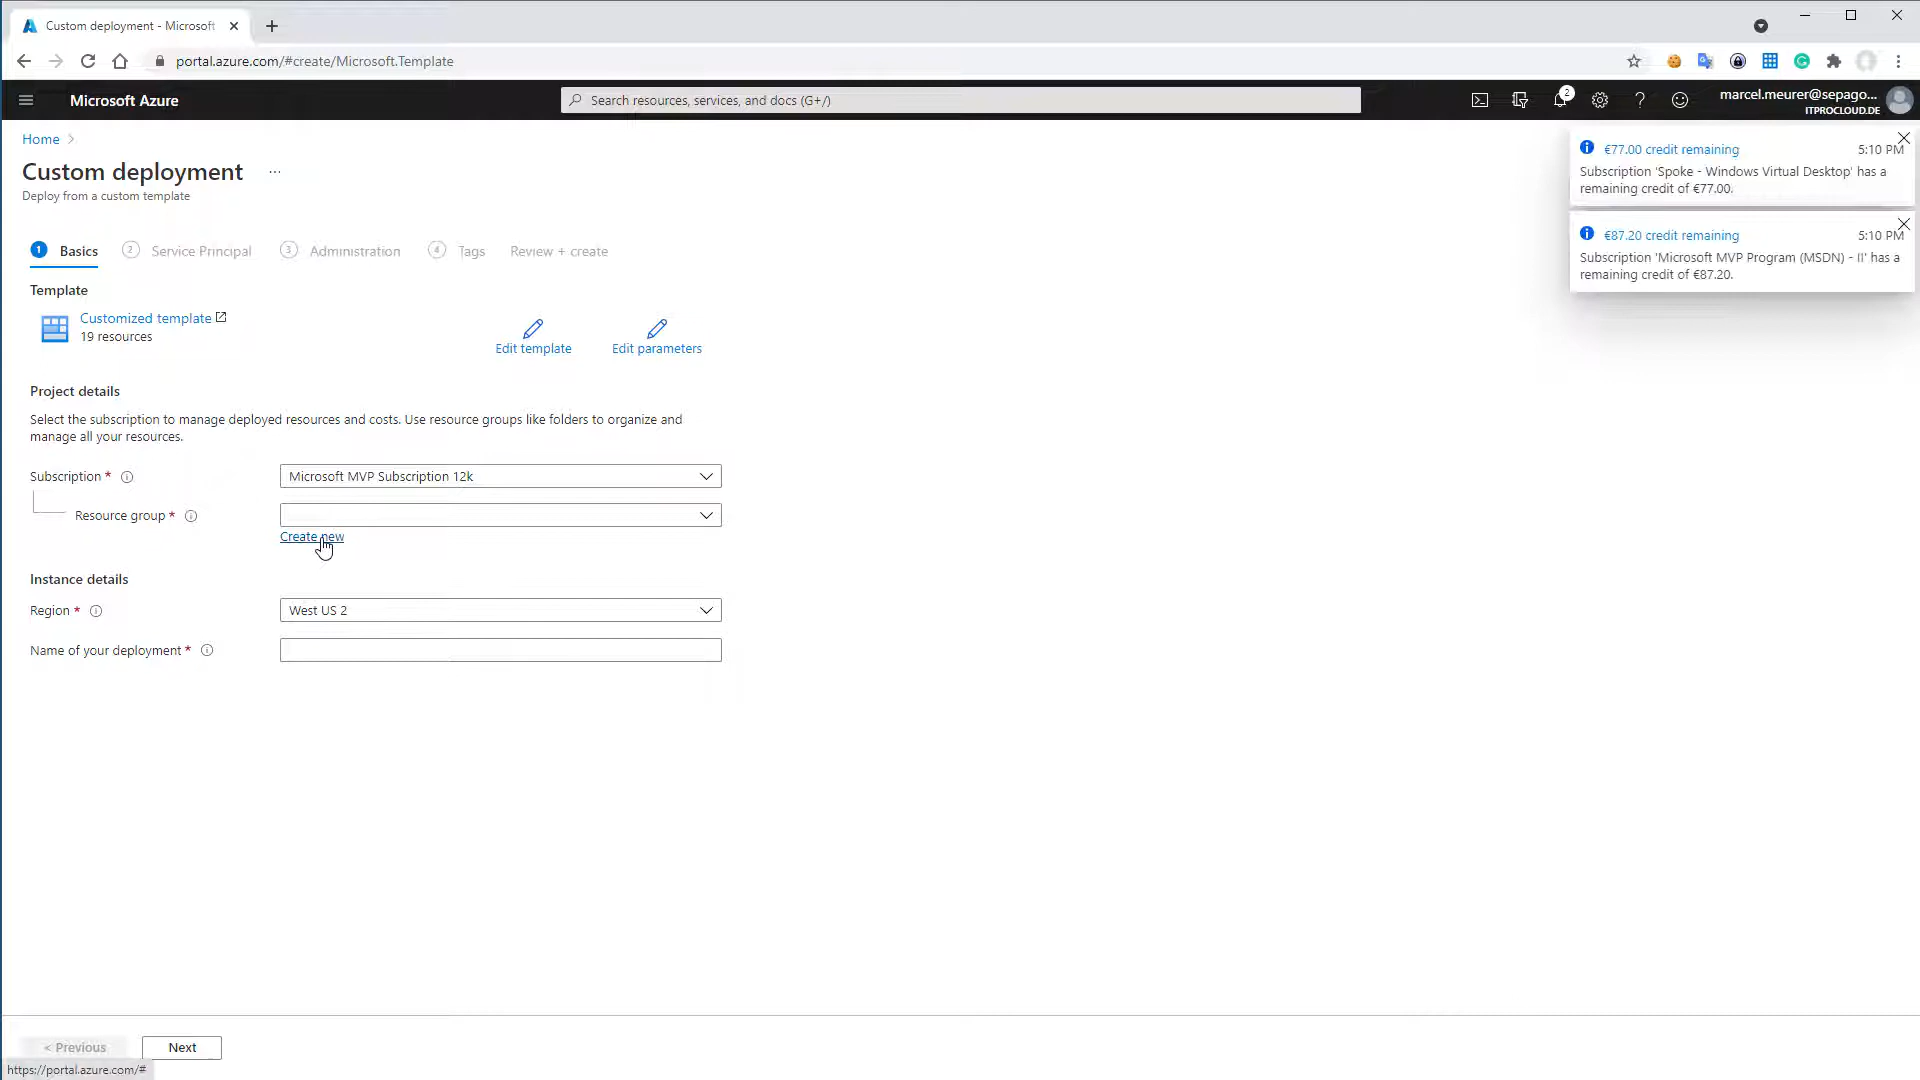 Custom deployment - Microsoft
portal.azure.com/#create/Microsoft.Template
Microsoft Azure
Search resources, services, and docs (G+/)
2
marcel.meurer@sepago...
ITPROCLOUD.DE
Home
Custom deployment ...
Deploy from a custom template
€77.00 credit remaining 5:10 PM
Subscription 'Spoke - Windows Virtual Desktop' has a
remaining credit of €77.00.
€87.20 credit remaining 5:10 PM
Subscription 'Microsoft MVP Program (MSDN) - II' has a
remaining credit of €87.20.
1 Basics 2 Service Principal 3 Administration 4 Tags Review + create
Template
Customized template
19 resources
Edit template Edit parameters
Project details
Select the subscription to manage deployed resources and costs. Use resource groups like folders to organize and
manage all your resources.
Subscription * Microsoft MVP Subscription 12k
Resource group *
Create new
Instance details
Region * West US 2
Name of your deployment *
< Previous Next
https://portal.azure.com/#